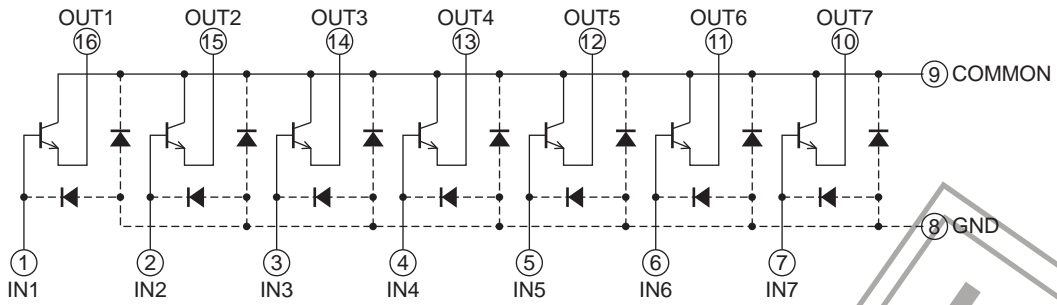 OUT1 OUT2 OUT3 OUT4 OUT5 OUT6 OUT7
16 15 14 13 12 11 10
9 COMMON
8 GND
1 2 3 4 5 6 7
IN1 IN2 IN3 IN4 IN5 IN6 IN7